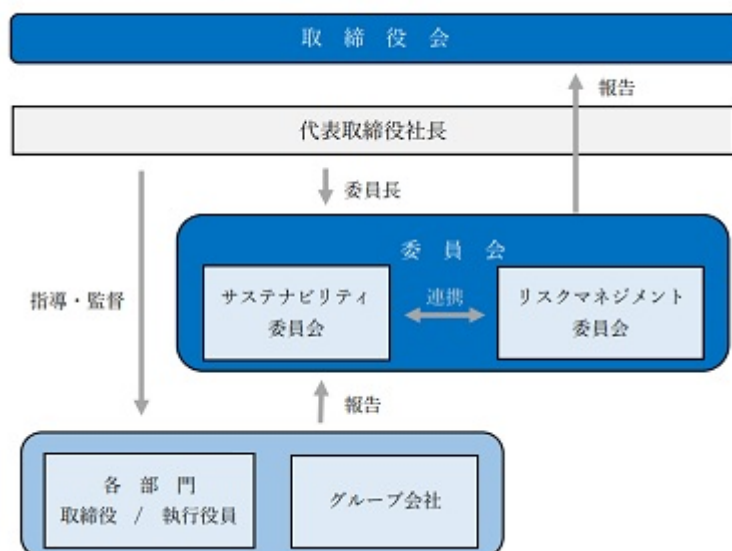 取 締 役 会
報告
代表取締役社長
委員長
委 員 会
指導・監督
サステナビリティ
委員会
連携
リスクマネジメント
委員会
報告
各 部 門
取締役 / 執行役員
グループ会社